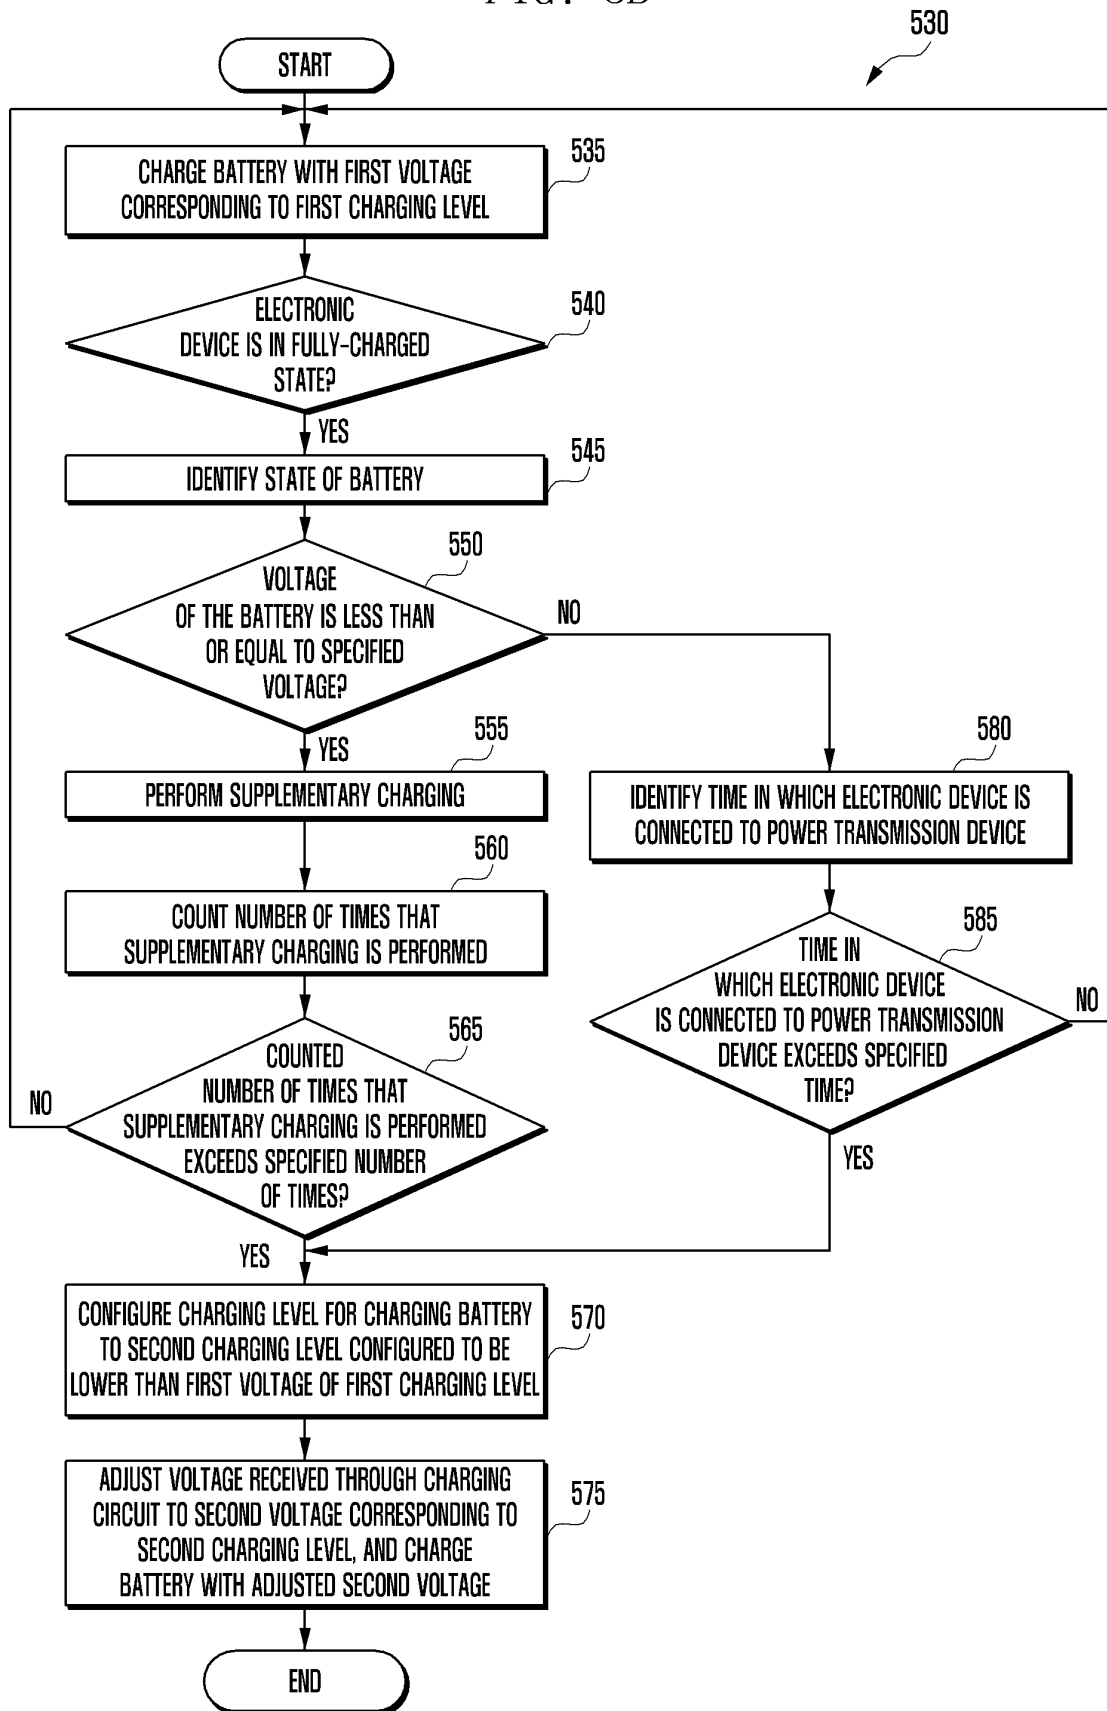 530
START
CHARGE BATTERY WITH FIRST VOLTAGE
CORRESPONDING TO FIRST CHARGING LEVEL
535
ELECTRONIC
DEVICE IS IN FULLY-CHARGED
STATE?
540
YES
IDENTIFY STATE OF BATTERY
545
VOLTAGE
OF THE BATTERY IS LESS THAN
OR EQUAL TO SPECIFIED
VOLTAGE?
550
NO
YES
PERFORM SUPPLEMENTARY CHARGING
555
COUNT NUMBER OF TIMES THAT
SUPPLEMENTARY CHARGING IS PERFORMED
560
COUNTED
NUMBER OF TIMES THAT
SUPPLEMENTARY CHARGING IS PERFORMED
EXCEEDS SPECIFIED NUMBER
OF TIMES?
565
NO
YES
IDENTIFY TIME IN WHICH ELECTRONIC DEVICE IS
CONNECTED TO POWER TRANSMISSION DEVICE
580
TIME IN
WHICH ELECTRONIC DEVICE
IS CONNECTED TO POWER TRANSMISSION
DEVICE EXCEEDS SPECIFIED
TIME?
585
NO
YES
CONFIGURE CHARGING LEVEL FOR CHARGING BATTERY
TO SECOND CHARGING LEVEL CONFIGURED TO BE
LOWER THAN FIRST VOLTAGE OF FIRST CHARGING LEVEL
570
ADJUST VOLTAGE RECEIVED THROUGH CHARGING
CIRCUIT TO SECOND VOLTAGE CORRESPONDING TO
SECOND CHARGING LEVEL, AND CHARGE
BATTERY WITH ADJUSTED SECOND VOLTAGE
575
END